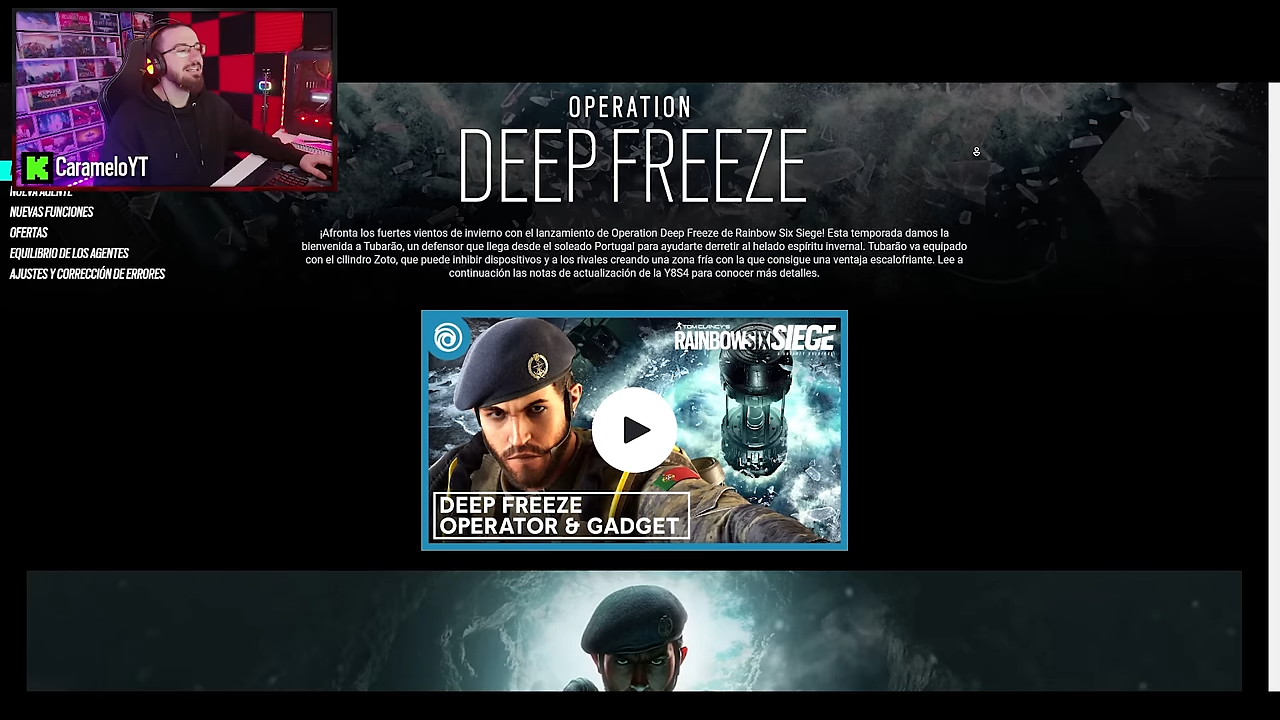 CarameloYT
NUEVA AGENTE
NUEVAS FUNCIONES
OFERTAS
EQUILIBRIO DE LOS AGENTES
AJUSTES Y CORRECCIÓN DE ERRORES
OPERATION
DEEP FREEZE
¡Afronta los fuertes vientos de invierno con el lanzamiento de Operation Deep Freeze de Rainbow Six Siege! Esta temporada damos la
bienvenida a Tubarão, un defensor que llega desde el soleado Portugal para ayudarte derretir al helado espíritu invernal. Tubarão va equipado
con el cilindro Zoto, que puede inhibir dispositivos y a los rivales creando una zona fría con la que consigue una ventaja escalofriante. Lee a
continuación las notas de actualización de la Y8S4 para conocer más detalles.
TOM CLANCY'S
RAINBOW SIX SIEGE
DEEP FREEZE
OPERATOR & GADGET